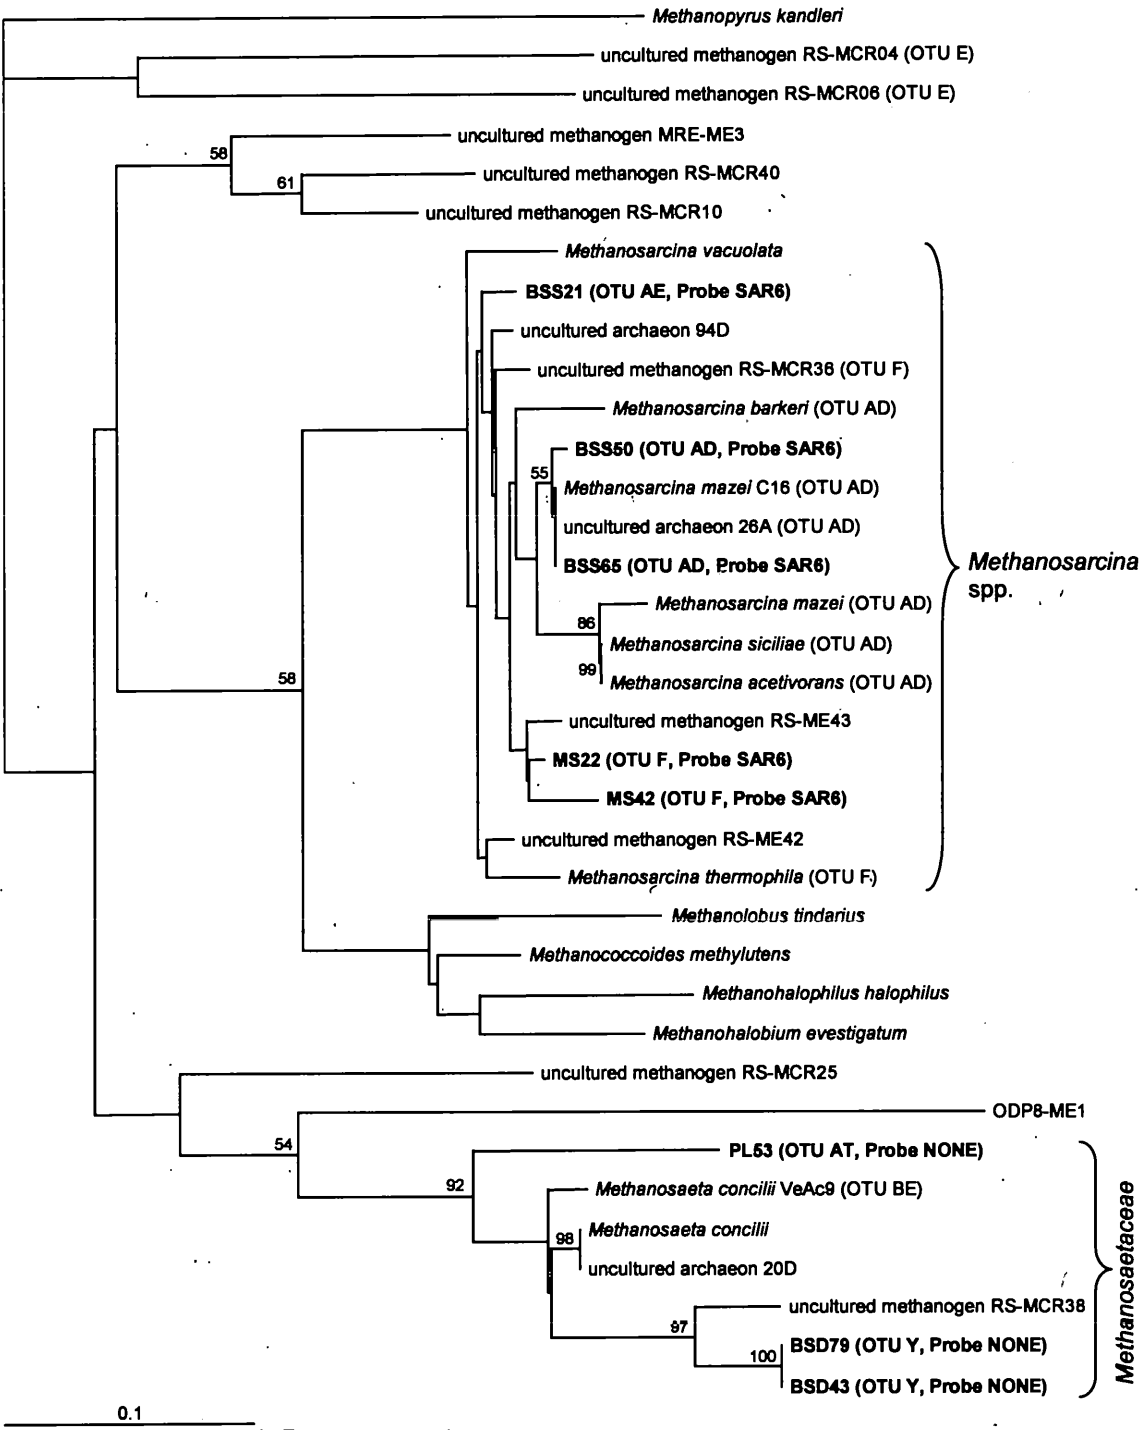 Methanopyrus kandleri
uncultured methanogen RS-MCR04 (OTU E)
uncultured methanogen RS-MCR06 (OTU E)
uncultured methanogen MRE-ME3
58
uncultured methanogen RS-MCR40
61
uncultured methanogen RS-MCR10
Methanosarcina vacuolata
BSS21 (OTU AE, Probe SAR6)
uncultured archaeon 94D
uncultured methanogen RS-MCR36 (OTU F)
Methanosarcina barkeri (OTU AD)
BSS50 (OTU AD, Probe SAR6)
55
Methanosarcina mazei C16 (OTU AD)
uncultured archaeon 26A (OTU AD)
BSS65 (OTU AD, Probe SAR6)
Methanosarcina spp.
Methanosarcina mazei (OTU AD)
86
Methanosarcina siciliae (OTU AD)
99
Methanosarcina acetivorans (OTU AD)
58
uncultured methanogen RS-ME43
MS22 (OTU F, Probe SAR6)
MS42 (OTU F, Probe SAR6)
uncultured methanogen RS-ME42
Methanosarcina thermophila (OTU F)
Methanolobus tindarius
Methanococcoides methylutens
Methanohalophilus halophilus
Methanohalobium evestigatum
uncultured methanogen RS-MCR25
ODP8-ME1
54
PL53 (OTU AT, Probe NONE)
92
Methanosaeta concilii VeAc9 (OTU BE)
Methanosaeta concilii
98
uncultured archaeon 20D
Methanosaetaceae
uncultured methanogen RS-MCR38
97
BSD79 (OTU Y, Probe NONE)
100
BSD43 (OTU Y, Probe NONE)
0.1